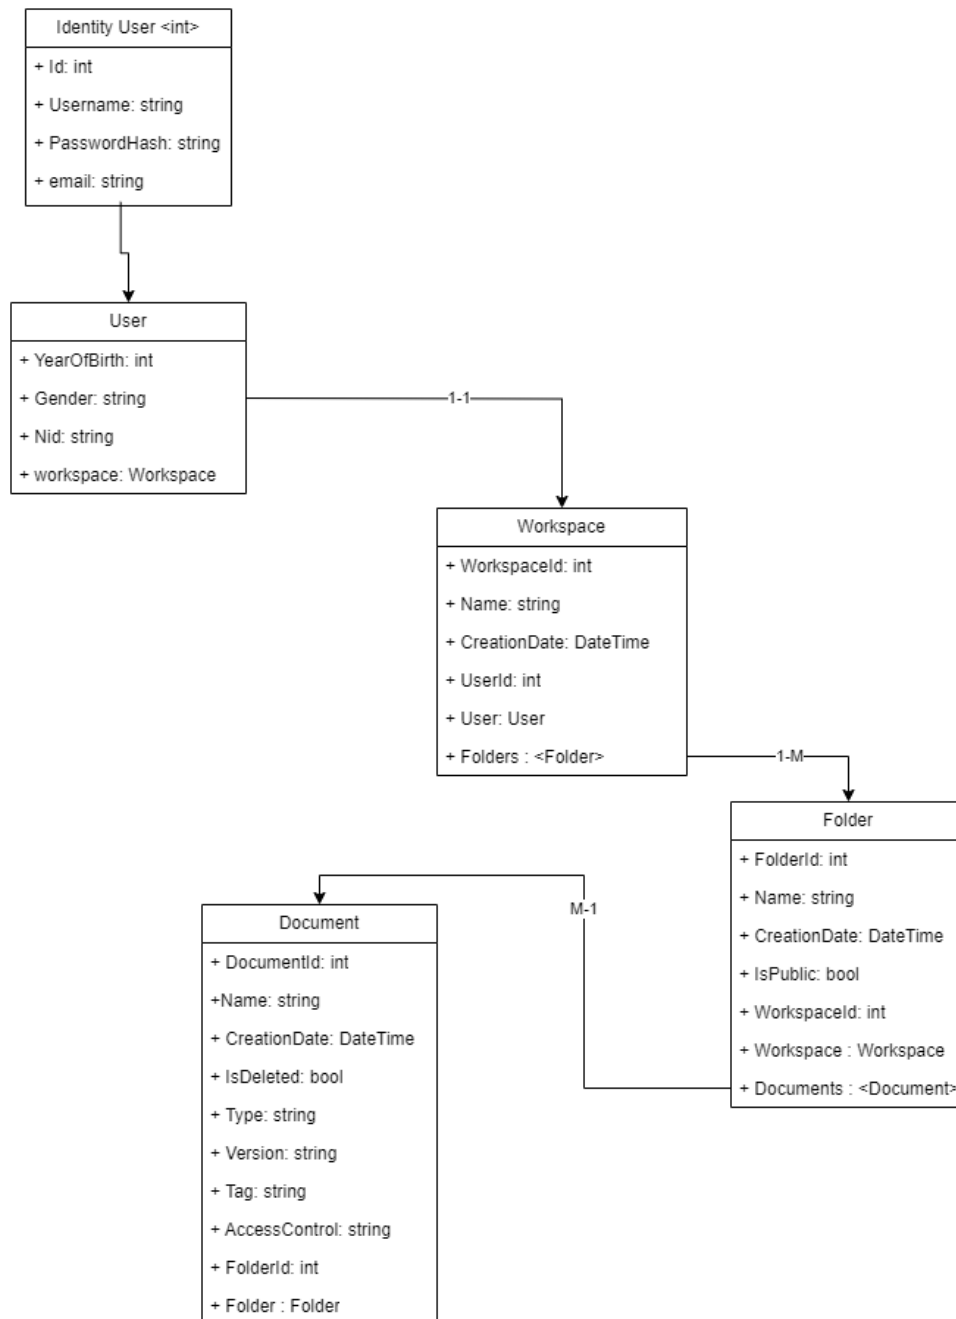 Identity User <int>
+ Id: int
+ Username: string
+ PasswordHash: string
+ email: string
User
+ YearOfBirth: int
+ Gender: string
+ Nid: string
+ workspace: Workspace
1-1
Workspace
+ WorkspaceId: int
+ Name: string
+ CreationDate: DateTime
+ UserId: int
+ User: User
+ Folders : <Folder>
1-M
Folder
+ FolderId: int
+ Name: string
+ CreationDate: DateTime
+ IsPublic: bool
+ WorkspaceId: int
+ Workspace : Workspace
+ Documents : <Document>
M-1
Document
+ DocumentId: int
+Name: string
+ CreationDate: DateTime
+ IsDeleted: bool
+ Type: string
+ Version: string
+ Tag: string
+ AccessControl: string
+ FolderId: int
+ Folder : Folder